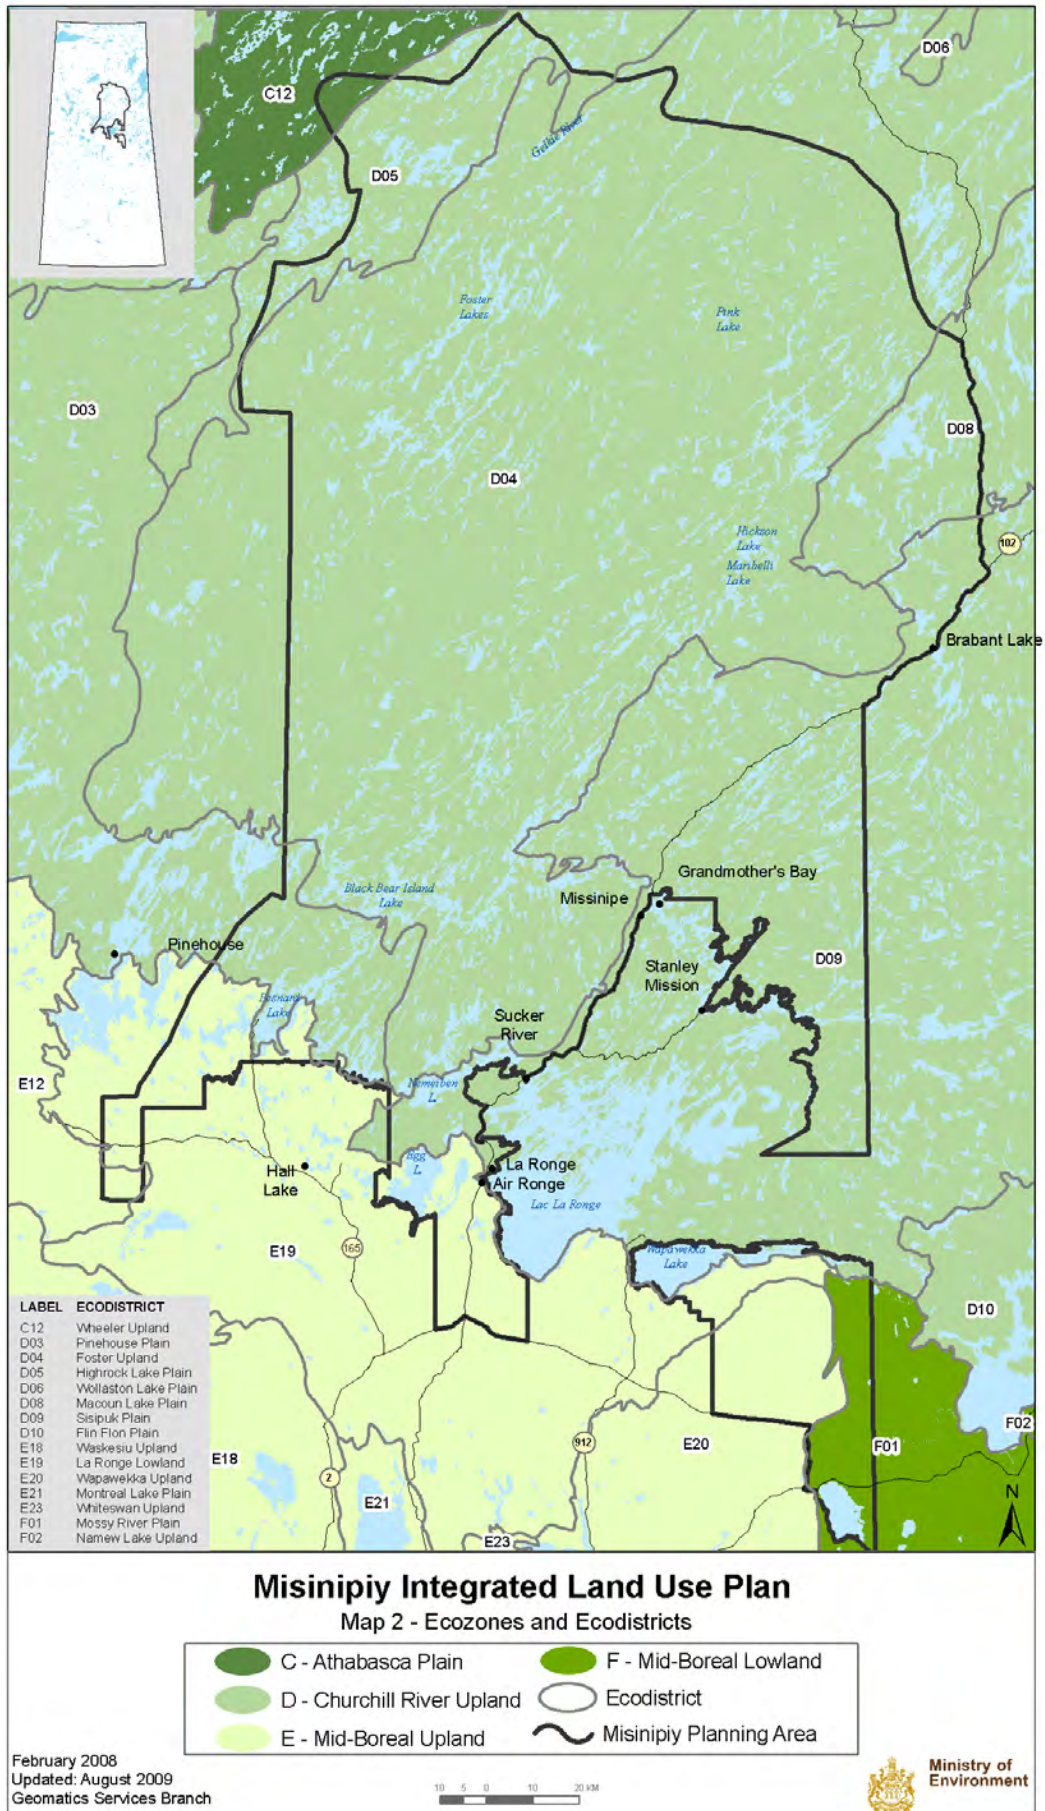 D06
C12
Geikie River
D05
Foster
Lakes
Pink
Lake
D03
D08
D04
Hickson
Lake
102
Maribelli
Lake
Brabant Lake
Grandmother's Bay
Black Bear Island
Lake
Missinipe
Pinehouse
Stanley
Mission
D09
Besnard
Lake
Sucker
River
E12
Nemeiben
L.
Egg
L.
La Ronge
Hall
Lake
Air Ronge
Lac La Ronge
E19
165
Wapawekka
Lake
D10
LABEL ECODISTRICT
C12 Wheeler Upland
D03 Pinehouse Plain
D04 Foster Upland
D05 Highrock Lake Plain
D06 Wollaston Lake Plain
D08 Macoun Lake Plain
D09 Sisipuk Plain
D10 Flin Flon Plain
E18 Waskesiu Upland
E19 La Ronge Lowland
E20 Wapawekka Upland
E21 Montreal Lake Plain
E23 Whiteswan Upland
F01 Mossy River Plain
F02 Namew Lake Upland
F02
912
E20
F01
E18
2
E21
N
E23
Misinipiy Integrated Land Use Plan
Map 2 - Ecozones and Ecodistricts
C - Athabasca Plain
F - Mid-Boreal Lowland
D - Churchill River Upland
Ecodistrict
E - Mid-Boreal Upland
Misinipiy Planning Area
February 2008
Updated: August 2009
Geomatics Services Branch
10 5 0 10 20 KM
Ministry of
Environment